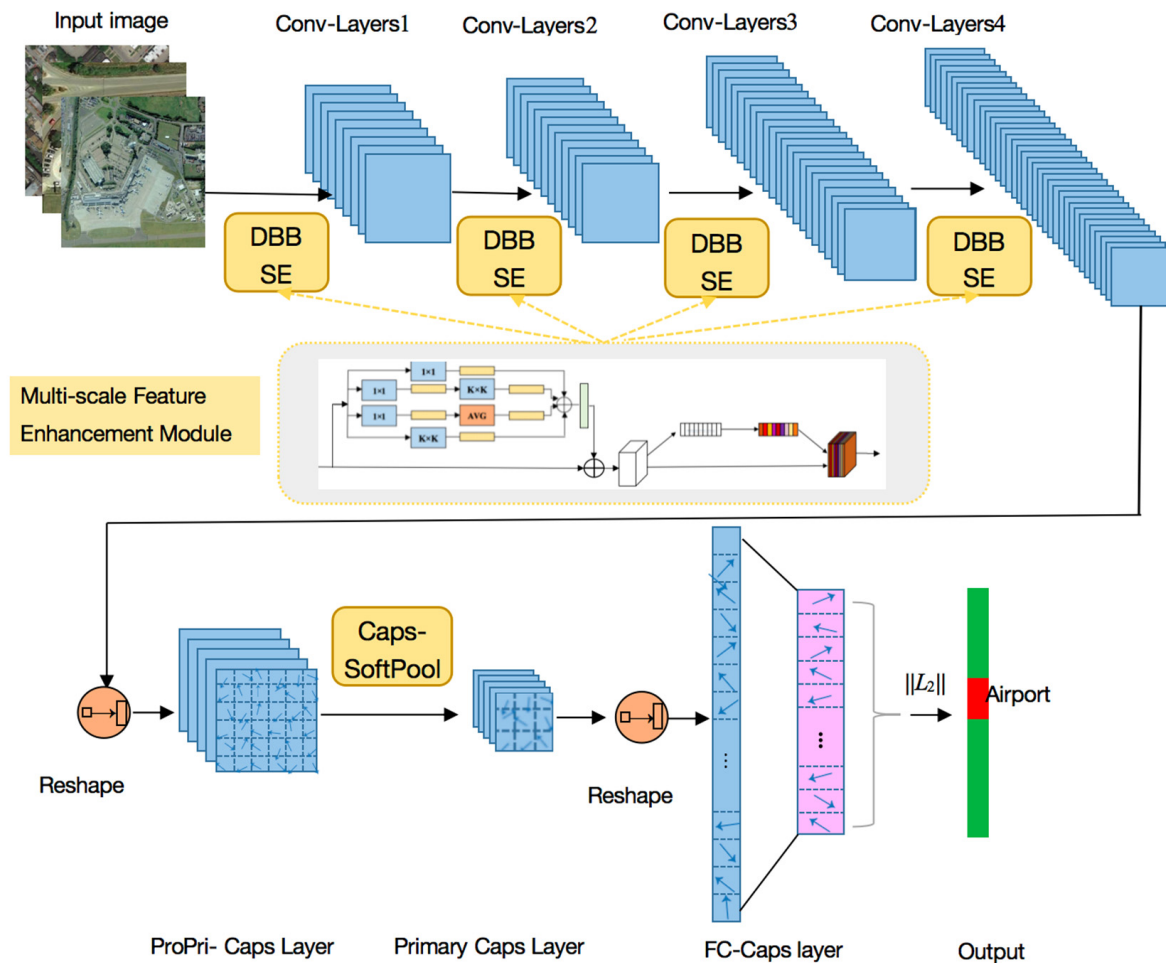 Input image
Conv-Layers1
Conv-Layers2
Conv-Layers3
Conv-Layers4
DBB
SE
DBB
SE
DBB
SE
DBB
SE
Multi-scale Feature
Enhancement Module
1×1
1×1
K×K
1×1
AVG
K×K
Caps-
SoftPool
||L₂||
Airport
Reshape
Reshape
...
...
ProPri- Caps Layer
Primary Caps Layer
FC-Caps layer
Output